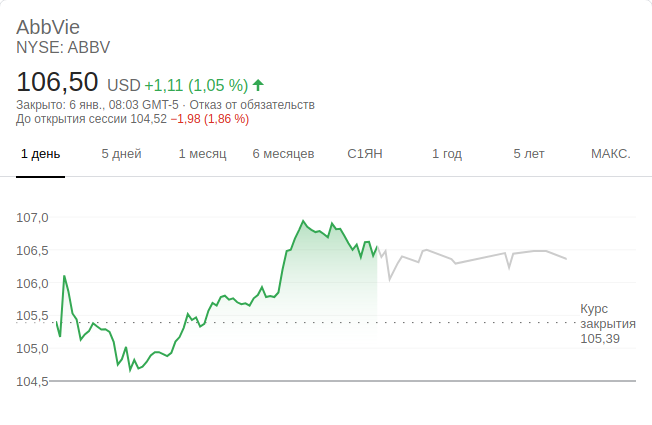 AbbVie
NYSE: ABBV
106,50 USD +1,11 (1,05 %)
Закрыто: 6 янв., 08:03 GMT-5 · Отказ от обязательств
До открытия сессии 104,52 −1,98 (1,86 %)
1 день 5 дней 1 месяц 6 месяцев С1ЯН 1 год 5 лет МАКС.
107,0
106,5
106,0
105,5
105,0
104,5
Курс
закрытия
105,39